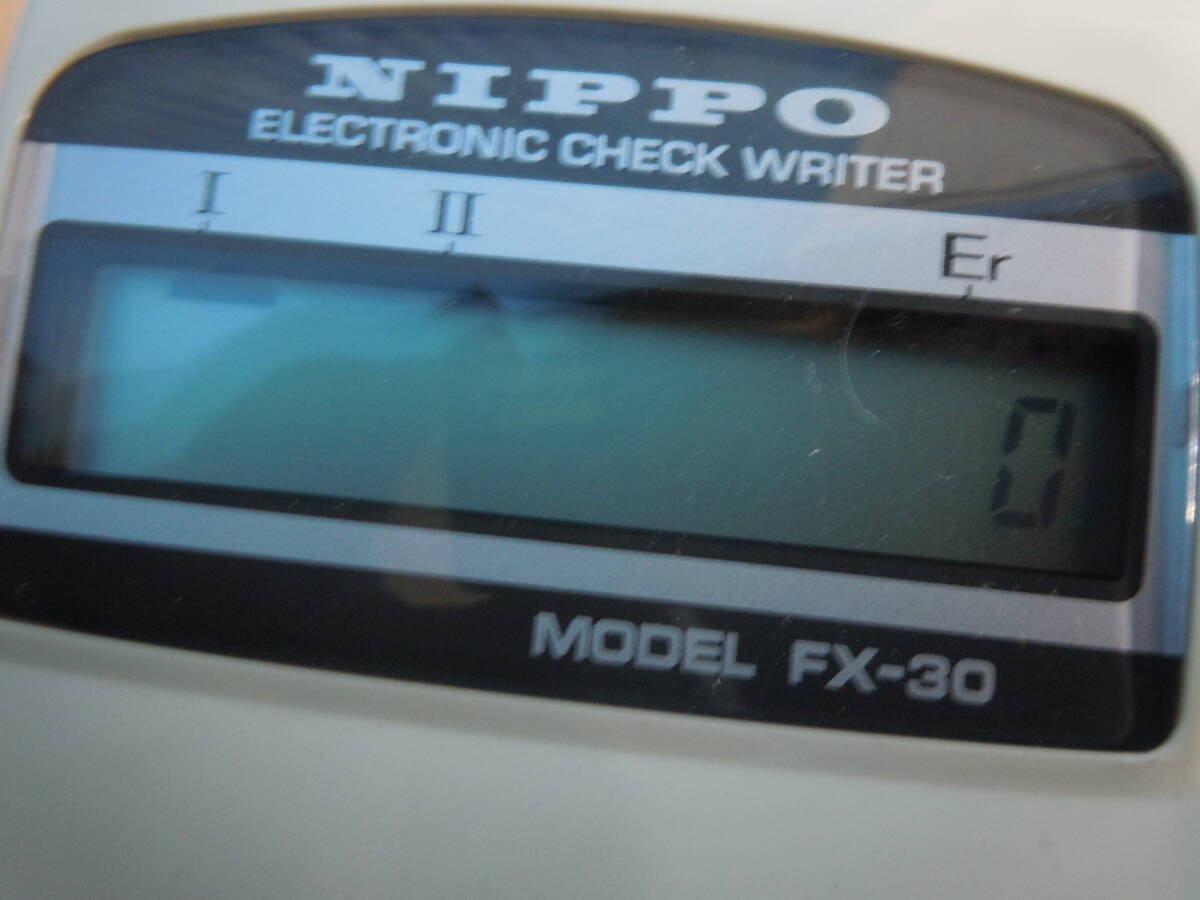 NIPPO
ELECTRONIC CHECK WRITER
I II Er
0
MODEL FX-30